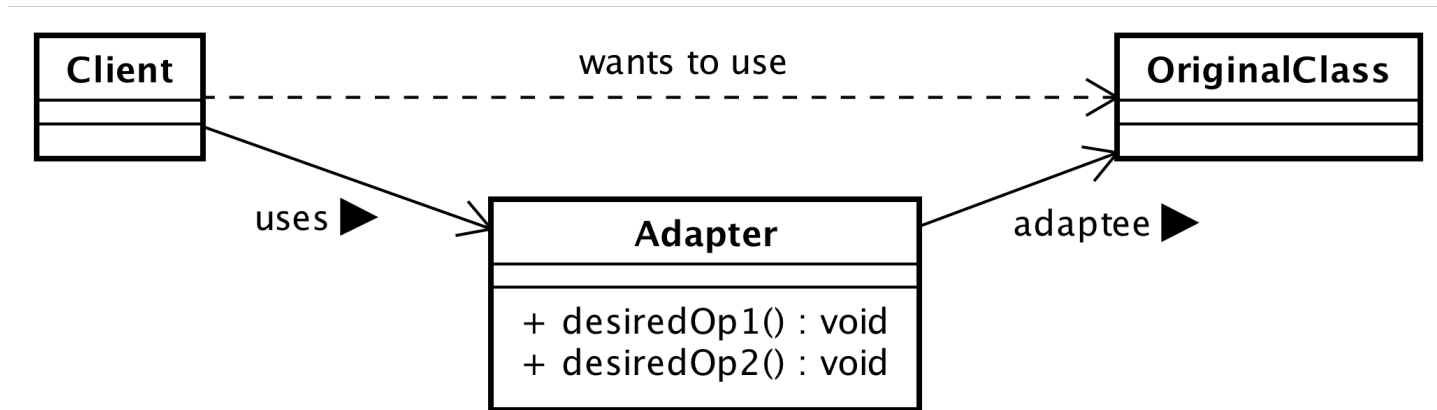 Client
wants to use
OriginalClass
uses ▶
adaptee ▶
Adapter
+ desiredOp1() : void
+ desiredOp2() : void